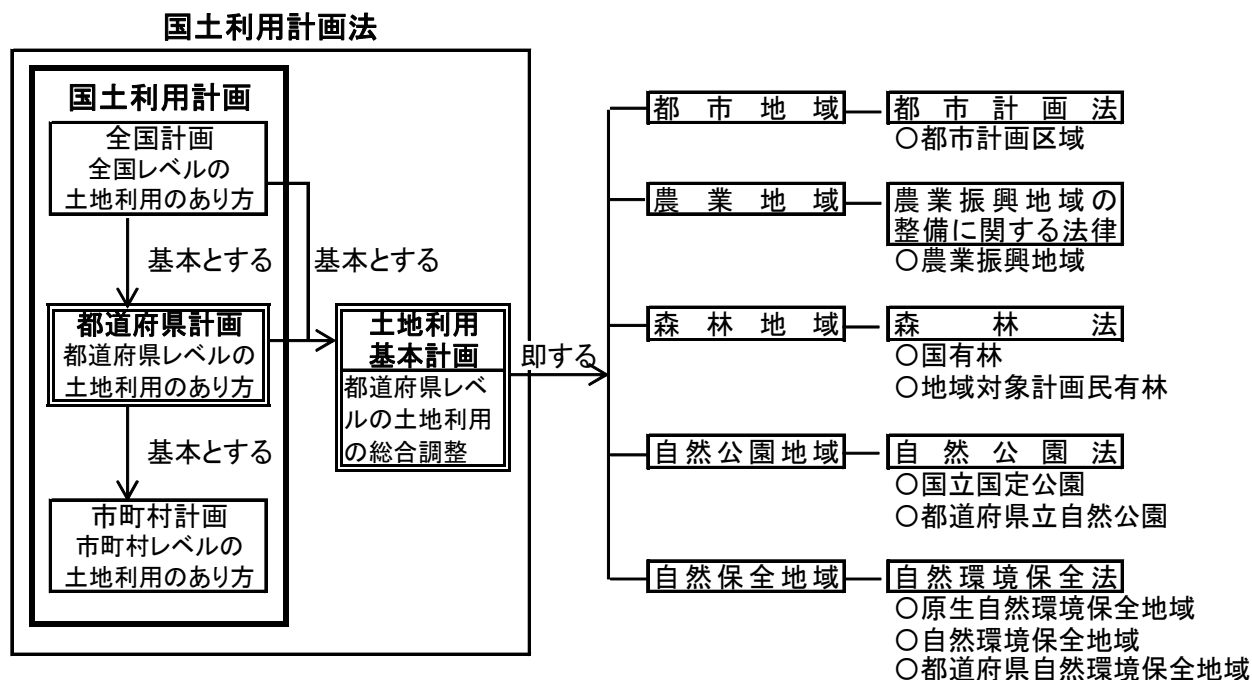 国土利用計画法
国土利用計画
全国計画
全国レベルの
土地利用のあり方
基本とする
基本とする
都道府県計画
都道府県レベルの
土地利用のあり方
基本とする
市町村計画
市町村レベルの
土地利用のあり方
土地利用
基本計画
都道府県レベ
ルの土地利用
の総合調整
即する
都市地域
都市計画法
○都市計画区域
農業地域
農業振興地域の
整備に関する法律
○農業振興地域
森林地域
森林法
○国有林
○地域対象計画民有林
自然公園地域
自然公園法
○国立国定公園
○都道府県立自然公園
自然保全地域
自然環境保全法
○原生自然環境保全地域
○自然環境保全地域
○都道府県自然環境保全地域